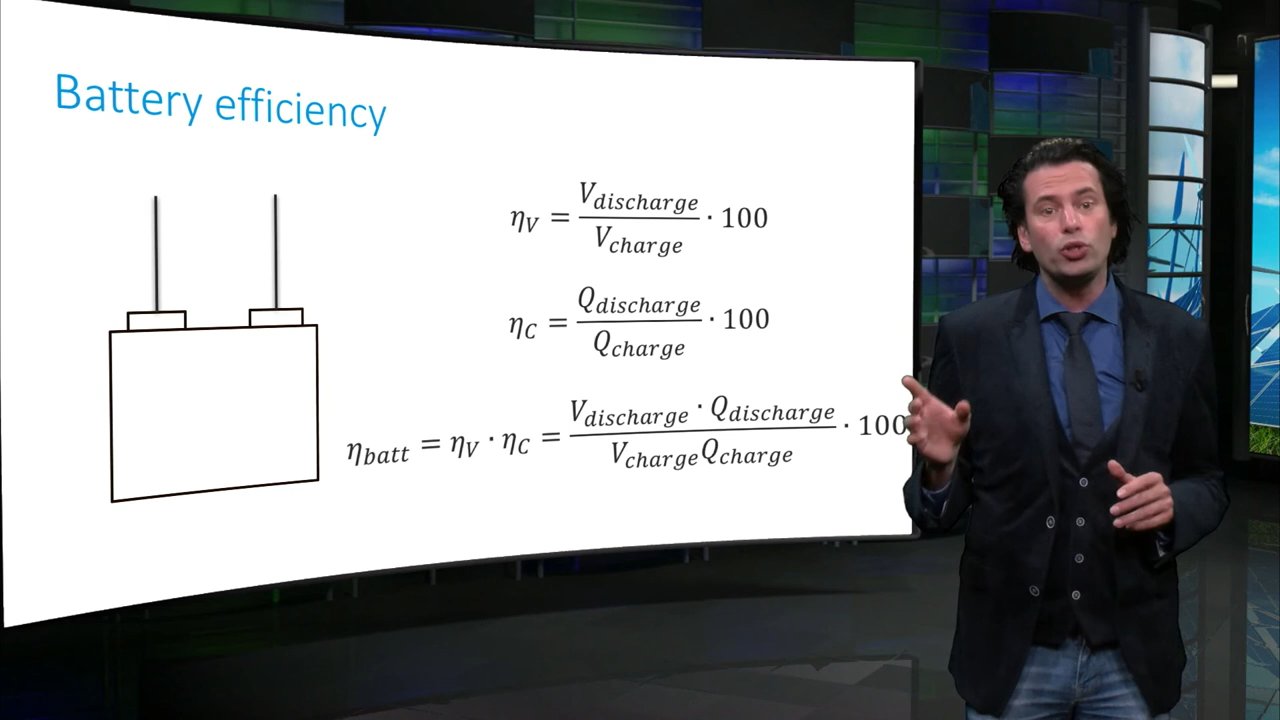 Battery efficiency
η_V = V_discharge / V_charge · 100
η_C = Q_discharge / Q_charge · 100
η_batt = η_V · η_C = V_discharge · Q_discharge / V_charge Q_charge · 100